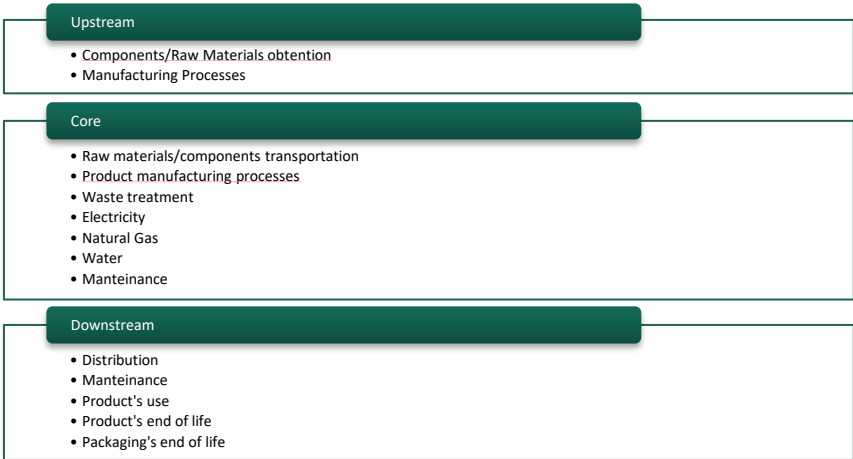 Upstream
• Components/Raw Materials obtention
• Manufacturing Processes
Core
• Raw materials/components transportation
• Product manufacturing processes
• Waste treatment
• Electricity
• Natural Gas
• Water
• Manteinance
Downstream
• Distribution
• Manteinance
• Product's use
• Product's end of life
• Packaging's end of life